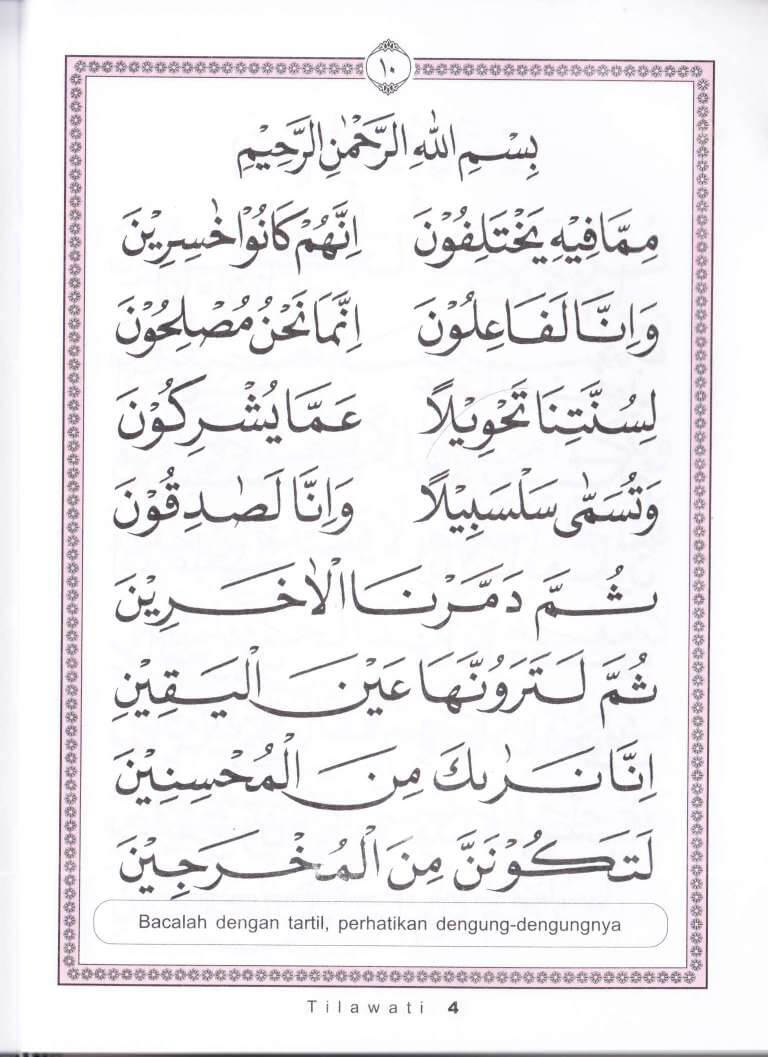 ١٠
بِسْمِ اللّٰهِ الرَّحْمٰنِ الرَّحِيْمِ
مِمَّا فِيْهِ يَخْتَلِفُوْنَ اِنَّهُمْ كَانُوْا خٰسِرِيْنَ
وَاِنَّا لَفَاعِلُوْنَ اِنَّمَا نَحْنُ مُصْلِحُوْنَ
لِسُنَّتِنَا تَحْوِيْلًا عَمَّا يُشْرِكُوْنَ
وَتُسَمّٰى سَلْسَبِيْلًا وَاِنَّا لَصٰدِقُوْنَ
ثُمَّ دَمَّرْنَا الْاٰخَرِيْنَ
ثُمَّ لَتَرَوُنَّهَا عَيْنَ الْيَقِيْنِ
اِنَّا نَرٰىكَ مِنَ الْمُحْسِنِيْنَ
لَتَكُوْنَنَّ مِنَ الْمُخْرَجِيْنَ
Bacalah dengan tartil, perhatikan dengung-dengungnya
Tilawati 4